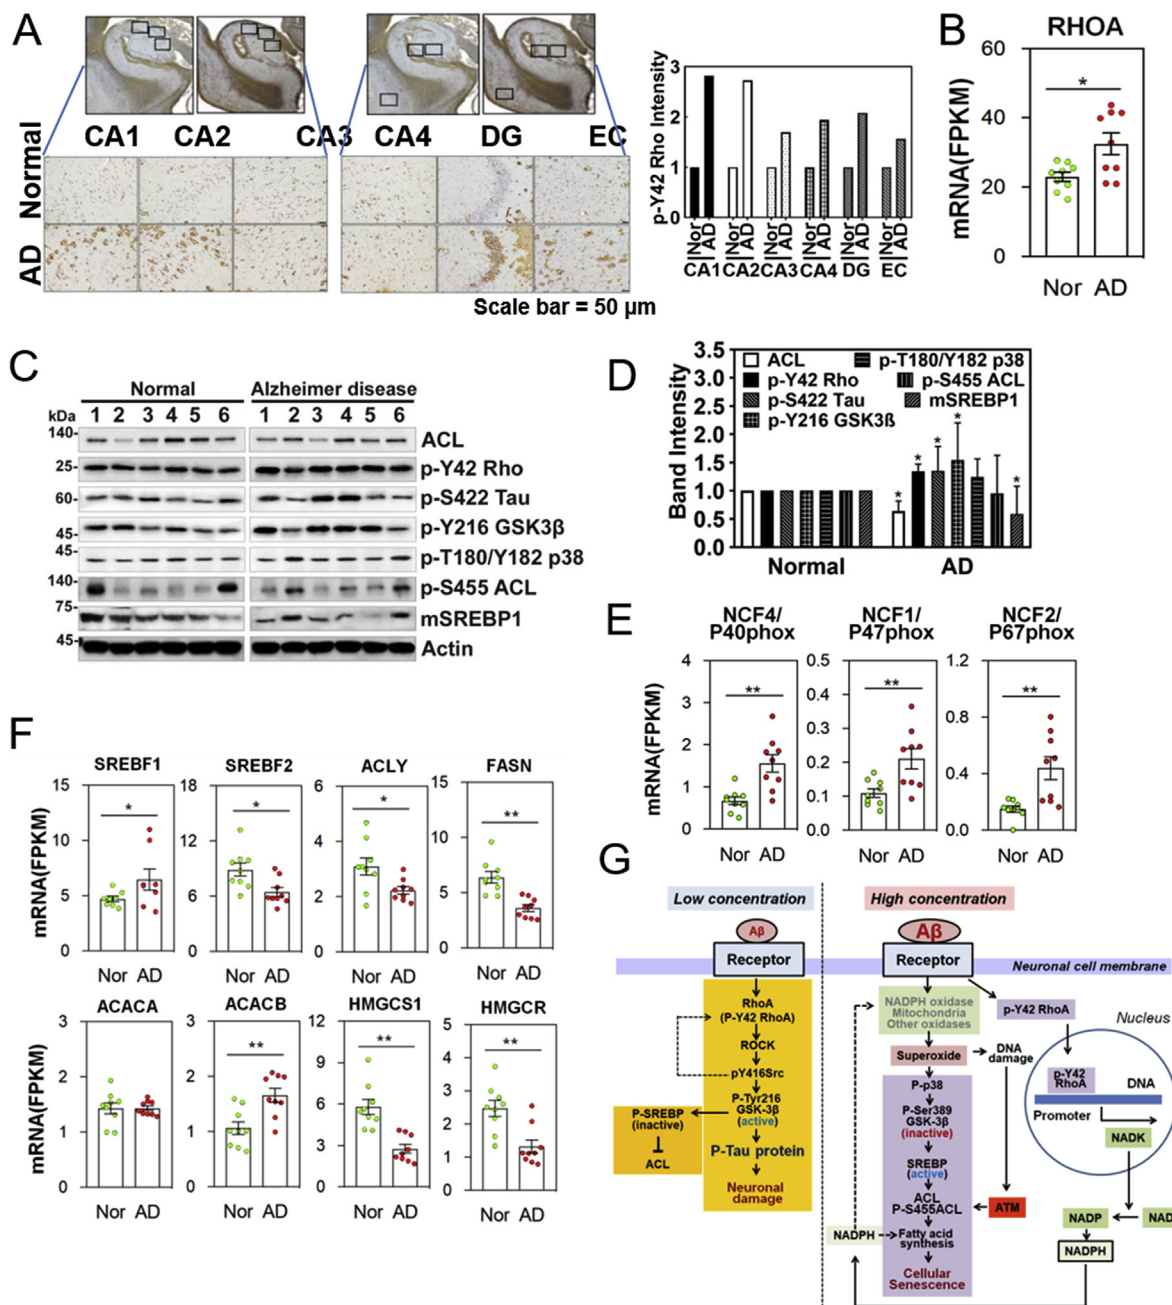 A
CA1 CA2 CA3 CA4 DG EC
Normal
AD
Scale bar = 50 µm
p-Y42 Rho Intensity
3
2
1
0
Nor AD Nor AD Nor AD Nor AD Nor AD Nor AD
CA1 CA2 CA3 CA4 DG EC
B
RHOA
mRNA(FPKM)
60
40
20
0
*
Nor AD
C
Normal Alzheimer disease
kDa 1 2 3 4 5 6 1 2 3 4 5 6
140- ACL
25- p-Y42 Rho
60- p-S422 Tau
45- p-Y216 GSK3β
45- p-T180/Y182 p38
140- p-S455 ACL
75- mSREBP1
45- Actin
D
Band Intensity
3.5
3.0
2.5
2.0
1.5
1.0
0.5
0.0
ACL p-T180/Y182 p38
p-Y42 Rho p-S455 ACL
p-S422 Tau mSREBP1
p-Y216 GSK3ß
* * * * *
Normal AD
E
NCF4/ NCF1/ NCF2/
P40phox P47phox P67phox
mRNA(FPKM)
4
3
2
1
0
**
Nor AD
0.5
0.4
0.3
0.2
0.1
0.0
**
Nor AD
1.2
0.8
0.4
0.0
**
Nor AD
F
mRNA(FPKM)
SREBF1
15
10
5
0
*
Nor AD
SREBF2
18
12
6
0
*
Nor AD
ACLY
6
4
2
0
*
Nor AD
FASN
15
10
5
0
**
Nor AD
mRNA(FPKM)
ACACA
3
2
1
0
Nor AD
ACACB
3
2
1
0
**
Nor AD
HMGCS1
12
9
6
3
0
**
Nor AD
HMGCR
5
4
3
2
1
0
**
Nor AD
G
Low concentration
Aβ
Receptor
RhoA
(P-Y42 RhoA)
ROCK
pY416Src
P-Tyr216
GSK-3β
(active)
P-SREBP
(inactive)
ACL
P-Tau protein
Neuronal
damage
High concentration
Aβ
Receptor
Neuronal cell membrane
NADPH oxidase
Mitochondria
Other oxidases
p-Y42 RhoA
Nucleus
Superoxide
DNA
damage
P-p38
P-Ser389
GSK-3β
(inactive)
SREBP
(active)
ACL
P-S455ACL
ATM
Fatty acid
synthesis
NADPH
Cellular
Senescence
p-Y42
RhoA
DNA
Promoter
NADK
NADP
NAD
NADPH